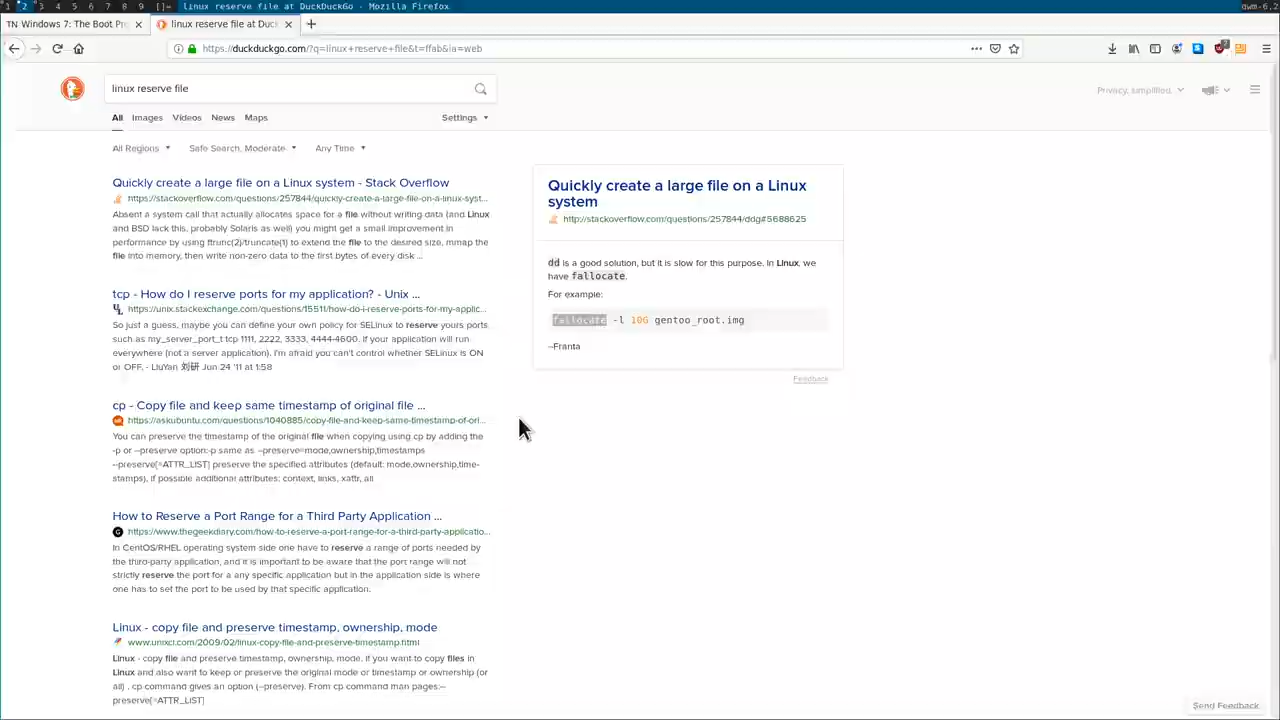 1 2 3 4 5 6 7 8 9 []= linux reserve file at DuckDuckGo - Mozilla Firefox
dwm-6.2
TN Windows 7: The Boot Pr
linux reserve file at Duck
https://duckduckgo.com/?q=linux+reserve+file&t=ffab&ia=web
2
linux reserve file
Privacy, simplified.
All Images Videos News Maps
Settings
All Regions Safe Search: Moderate Any Time
Quickly create a large file on a Linux system - Stack Overflow
https://stackoverflow.com/questions/257844/quickly-create-a-large-file-on-a-linux-syst...
Absent a system call that actually allocates space for a file without writing data (and Linux
and BSD lack this, probably Solaris as well) you might get a small improvement in
performance by using ftrunc(2)/truncate(1) to extend the file to the desired size, mmap the
file into memory, then write non-zero data to the first bytes of every disk ...
tcp - How do I reserve ports for my application? - Unix ...
https://unix.stackexchange.com/questions/15511/how-do-i-reserve-ports-for-my-applic...
So just a guess, maybe you can define your own policy for SELinux to reserve yours ports
such as my_server_port_t tcp 1111, 2222, 3333, 4444-4600. If your application will run
everywhere (not a server application). I'm afraid you can't control whether SELinux is ON
or OFF. - LiuYan 刘研 Jun 24 '11 at 1:58
cp - Copy file and keep same timestamp of original file ...
https://askubuntu.com/questions/1040885/copy-file-and-keep-same-timestamp-of-ori...
You can preserve the timestamp of the original file when copying using cp by adding the
-p or --preserve option:-p same as --preserve=mode,ownership,timestamps
--preserve[=ATTR_LIST] preserve the specified attributes (default: mode,ownership,time-
stamps), if possible additional attributes: context, links, xattr, all
How to Reserve a Port Range for a Third Party Application ...
https://www.thegeekdiary.com/how-to-reserve-a-port-range-for-a-third-party-applicatio...
In CentOS/RHEL operating system side one have to reserve a range of ports needed by
the third-party application, and it is important to be aware that the port range will not
strictly reserve the port for a any specific application but in the application side is where
one has to set the port to be used by that specific application.
Linux - copy file and preserve timestamp, ownership, mode
www.unixcl.com/2009/02/linux-copy-file-and-preserve-timestamp.html
Linux - copy file and preserve timestamp, ownership, mode. if you want to copy files in
Linux and also want to keep or preserve the original mode or timestamp or ownership (or
all) , cp command gives an option (--preserve). From cp command man pages:--
preserve[=ATTR_LIST]
Quickly create a large file on a Linux
system
http://stackoverflow.com/questions/257844/ddg#5688625
dd is a good solution, but it is slow for this purpose. In Linux, we
have fallocate.
For example:
fallocate -l 10G gentoo_root.img
--Franta
Feedback
Send Feedback